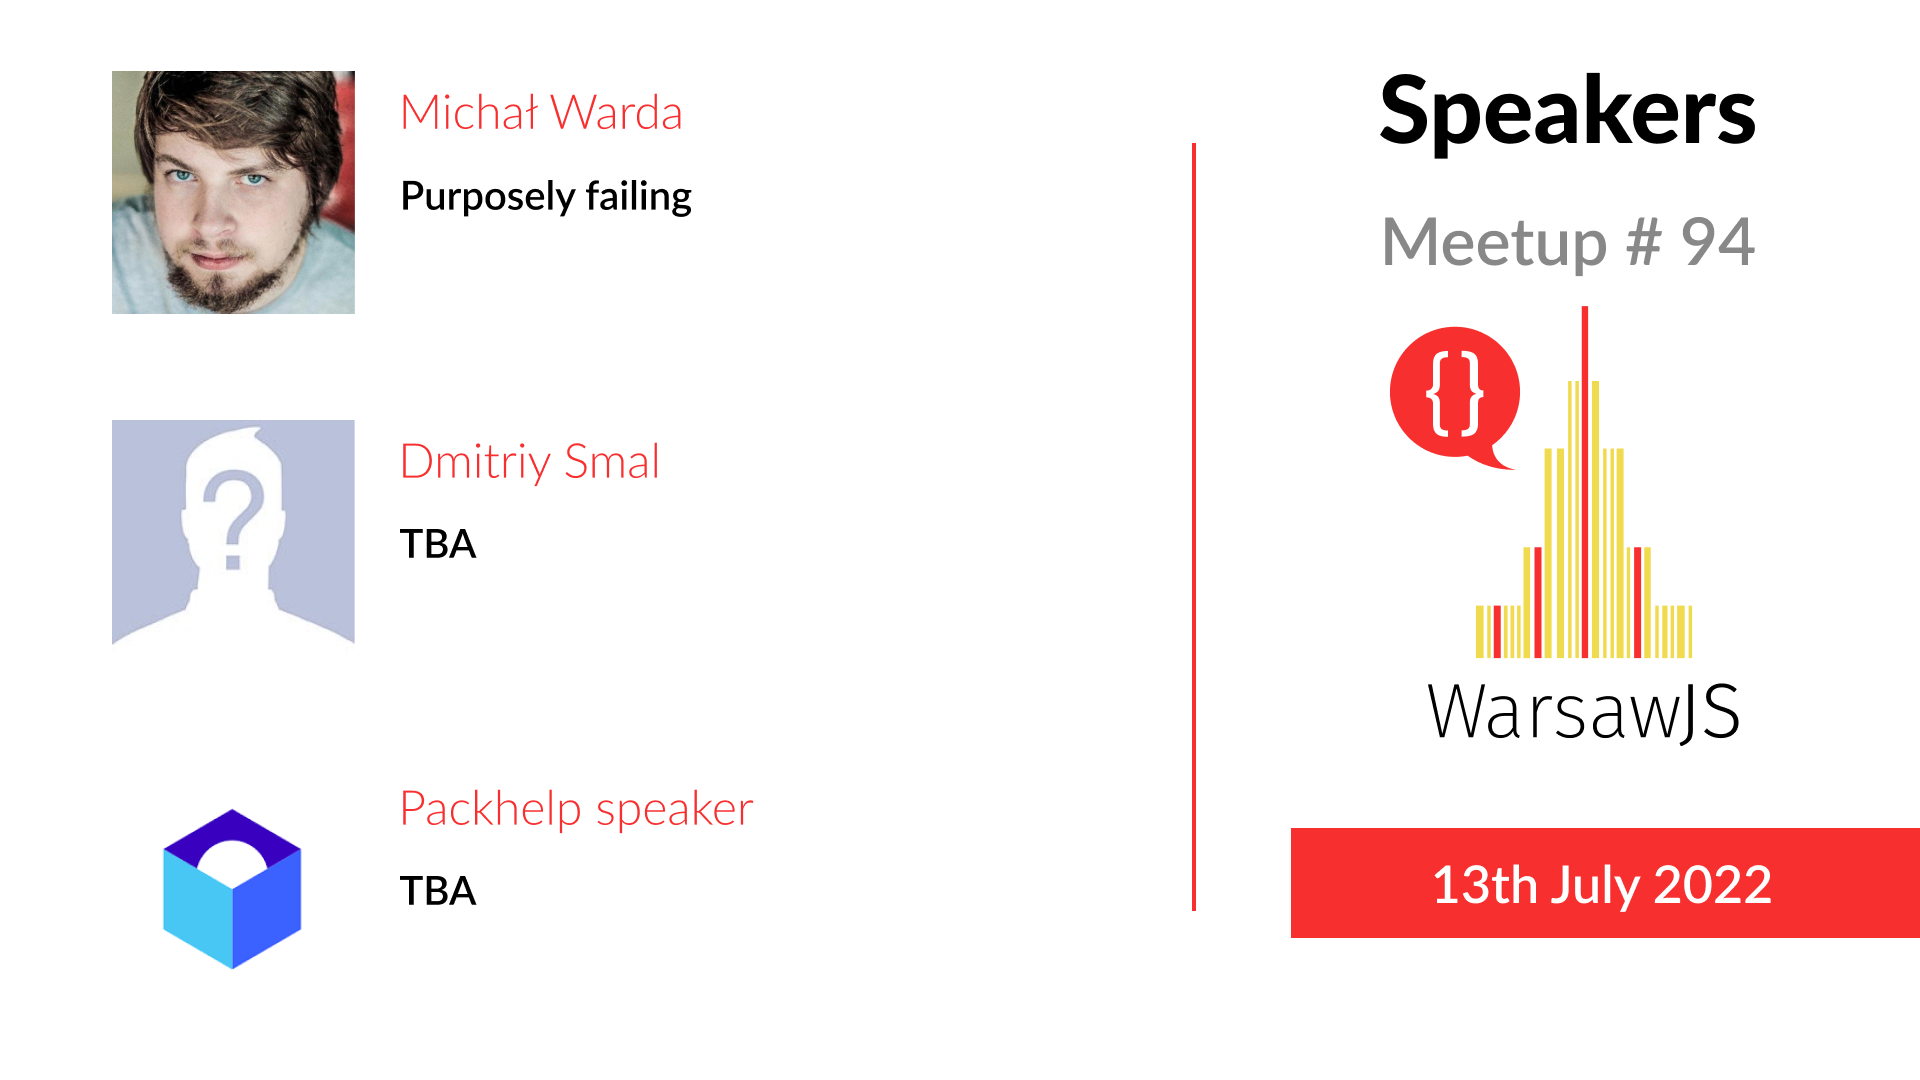 Michał Warda
Purposely failing
Dmitriy Smal
TBA
Packhelp speaker
TBA
Speakers
Meetup # 94
{}
WarsawJS
13th July 2022